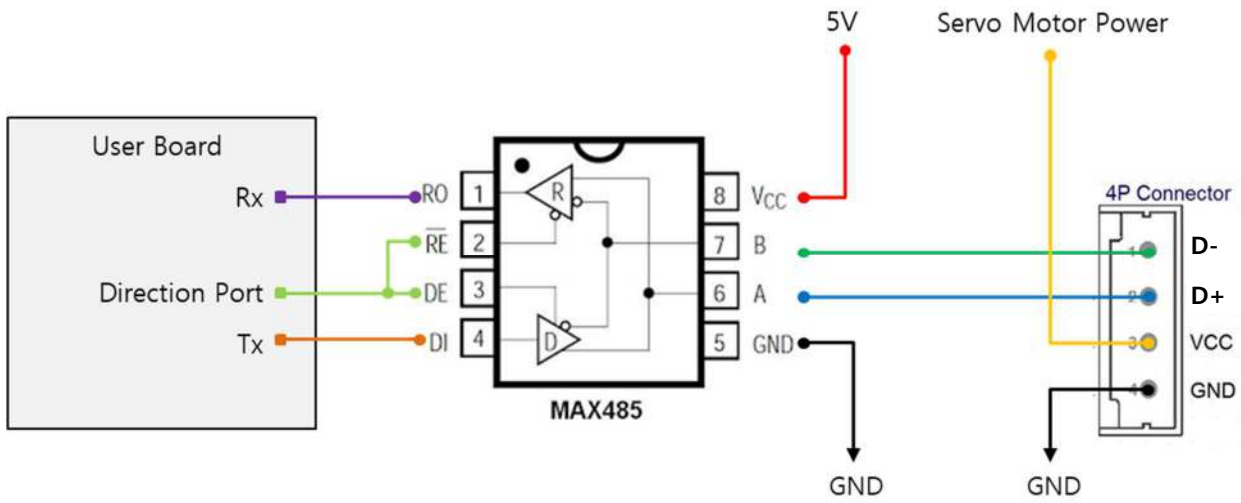 5V
Servo Motor Power
User Board
Rx
Direction Port
Tx
RO
RE
DE
DI
1
2
3
4
R
D
8
7
6
5
VCC
B
A
GND
MAX485
4P Connector
1
2
3
4
D-
D+
VCC
GND
GND
GND